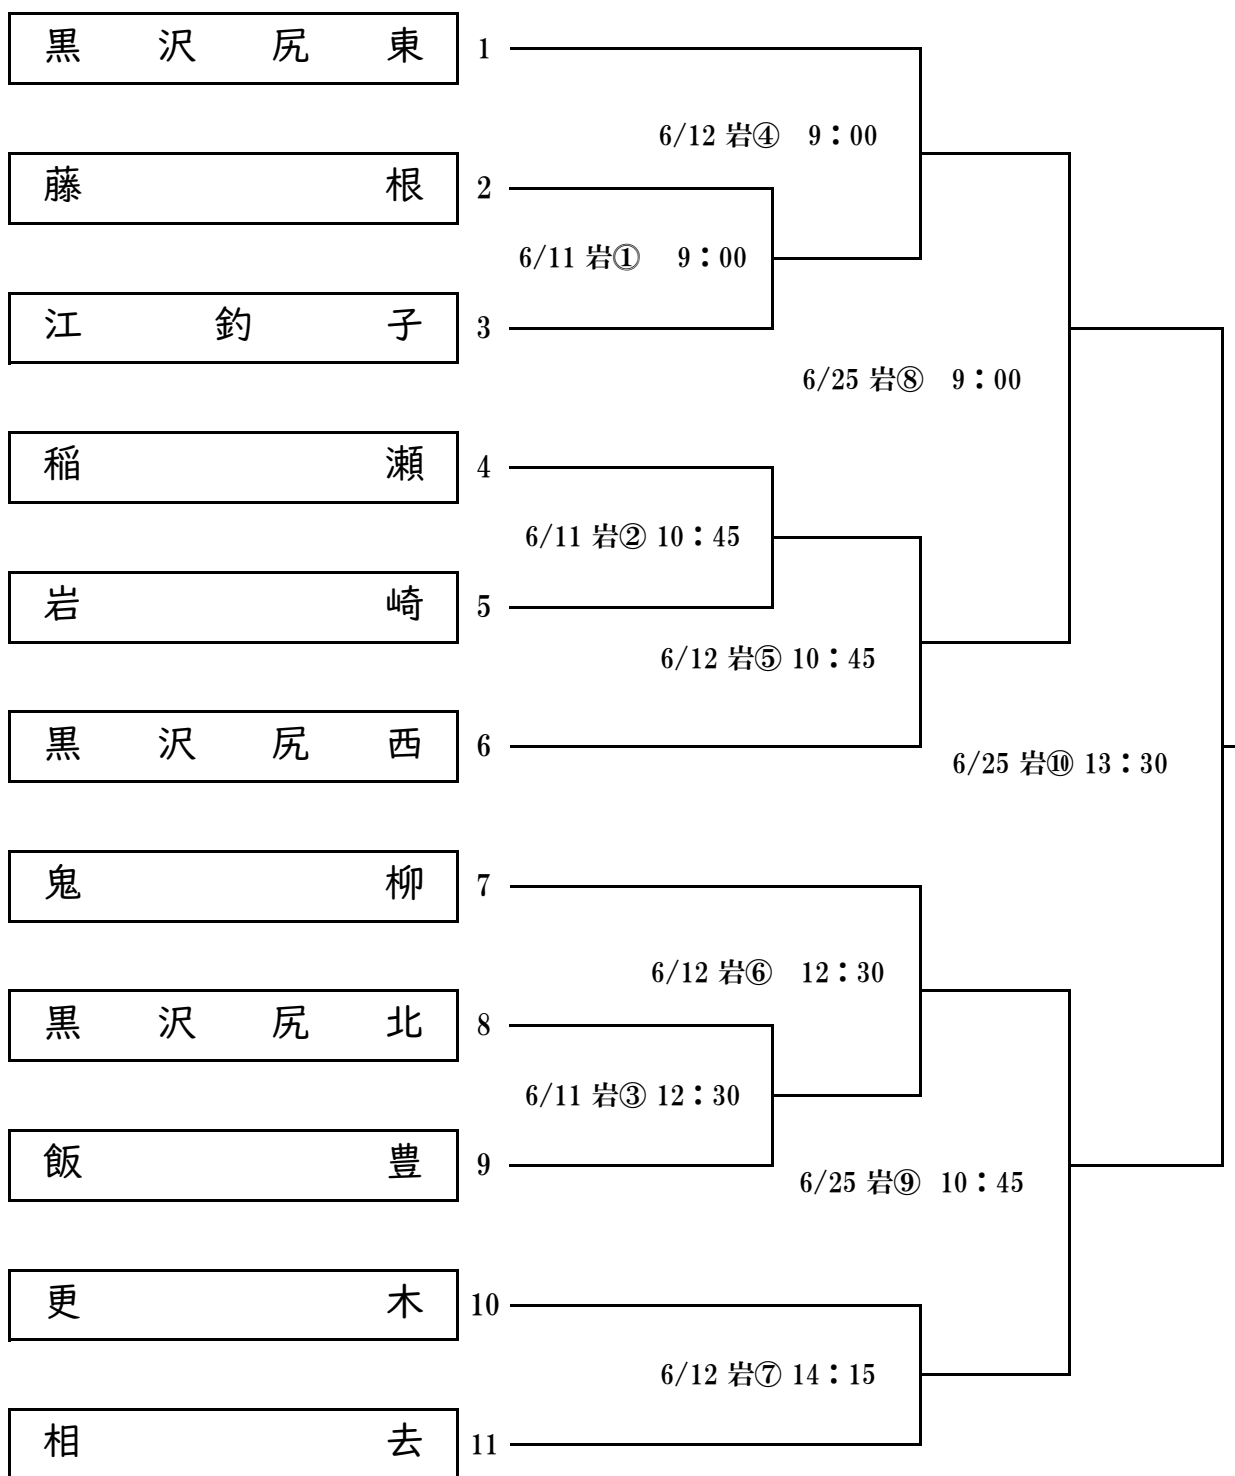 黒沢尻東 1
6/12 岩④ 9：00
藤根 2
6/11 岩① 9：00
江釣子 3
6/25 岩⑧ 9：00
稲瀬 4
6/11 岩② 10：45
岩崎 5
6/12 岩⑤ 10：45
黒沢尻西 6
6/25 岩⑩ 13：30
鬼柳 7
6/12 岩⑥ 12：30
黒沢尻北 8
6/11 岩③ 12：30
飯豊 9
6/25 岩⑨ 10：45
更木 10
6/12 岩⑦ 14：15
相去 11